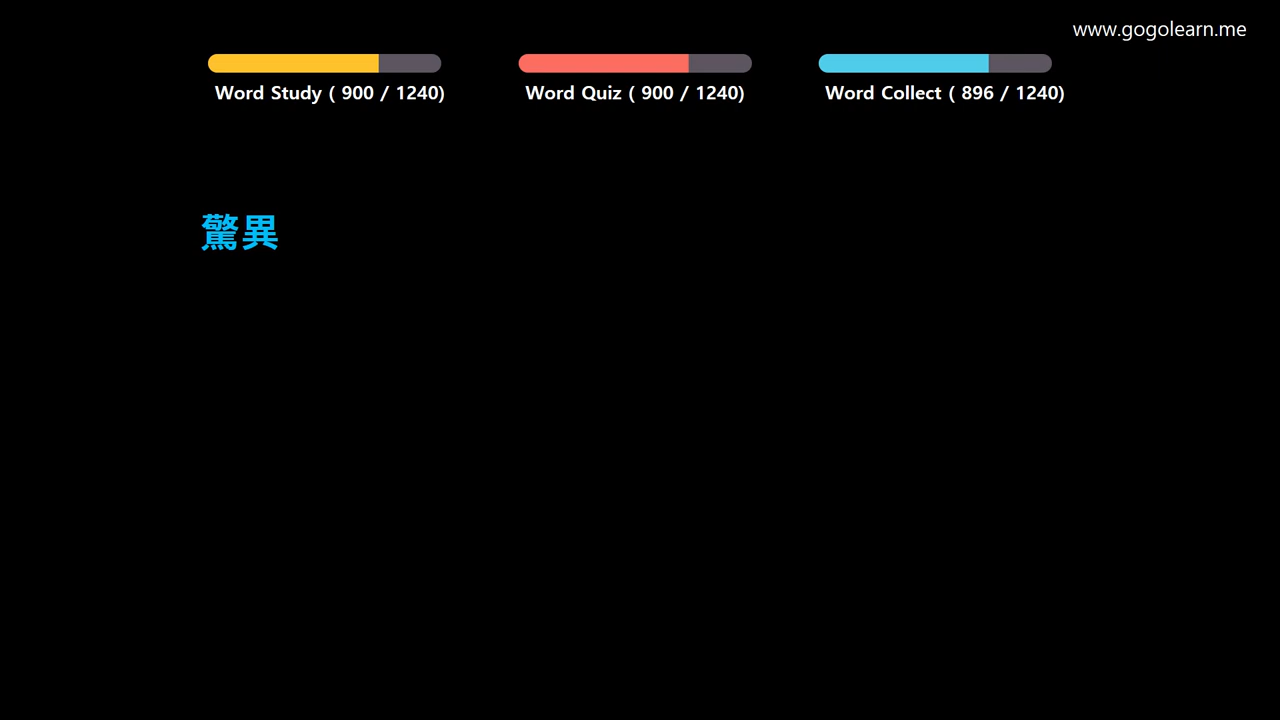 www.gogolearn.me
Word Study ( 900 / 1240)
Word Quiz ( 900 / 1240)
Word Collect ( 896 / 1240)
驚異